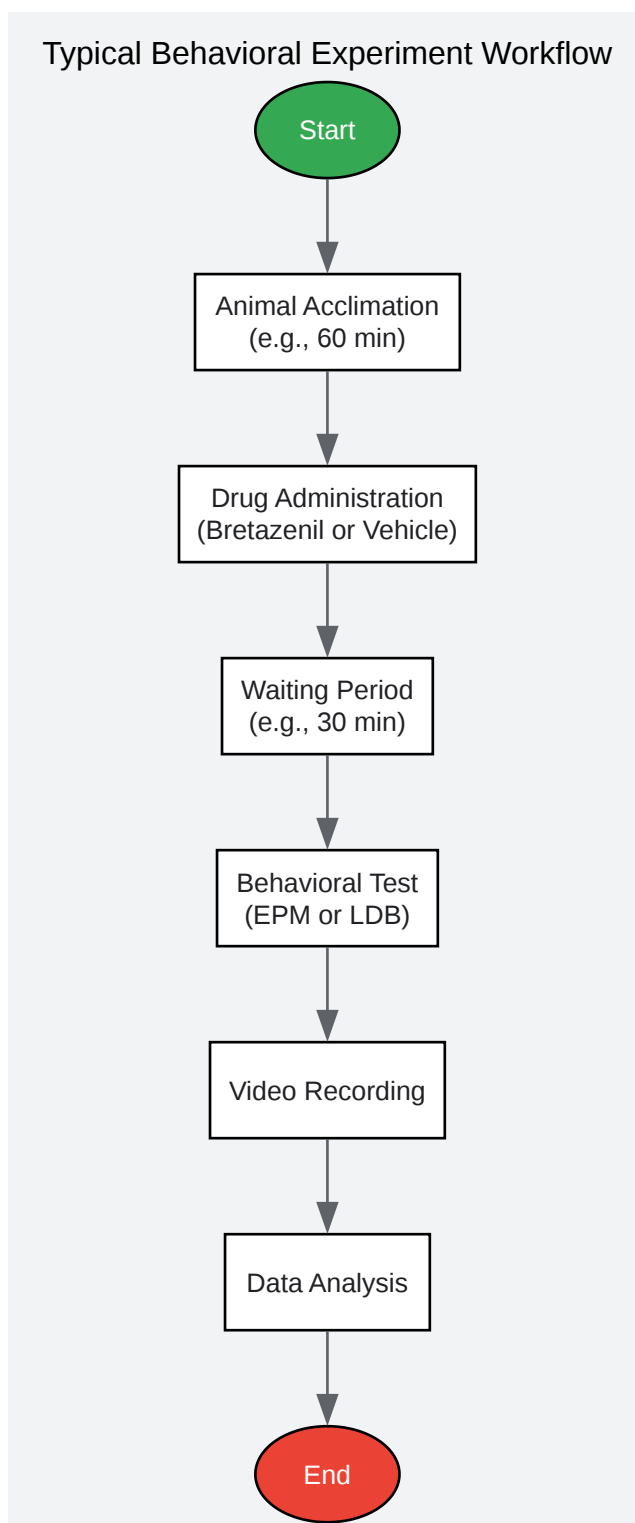 Typical Behavioral Experiment Workflow
Start
Animal Acclimation
(e.g., 60 min)
Drug Administration
(Bretazenil or Vehicle)
Waiting Period
(e.g., 30 min)
Behavioral Test
(EPM or LDB)
Video Recording
Data Analysis
End